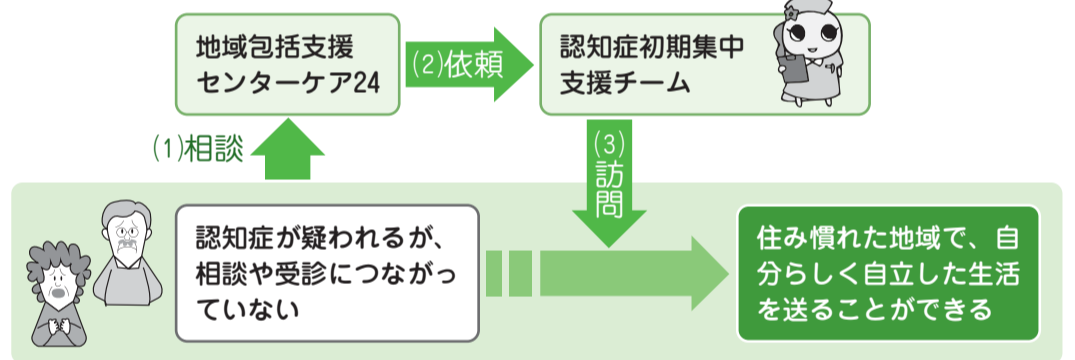 地域包括支援
センターケア24
(2)依頼
認知症初期集中
支援チーム
(1)相談
(3)訪問
認知症が疑われるが、
相談や受診につながっ
ていない
住み慣れた地域で、自
分らしく自立した生活
を送ることができる